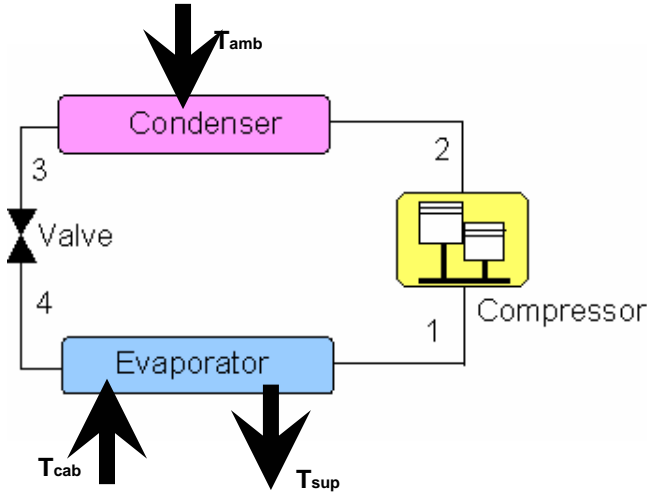 Tamb
Condenser
2
3
Valve
4
Compressor
1
Evaporator
Tcab
Tsup